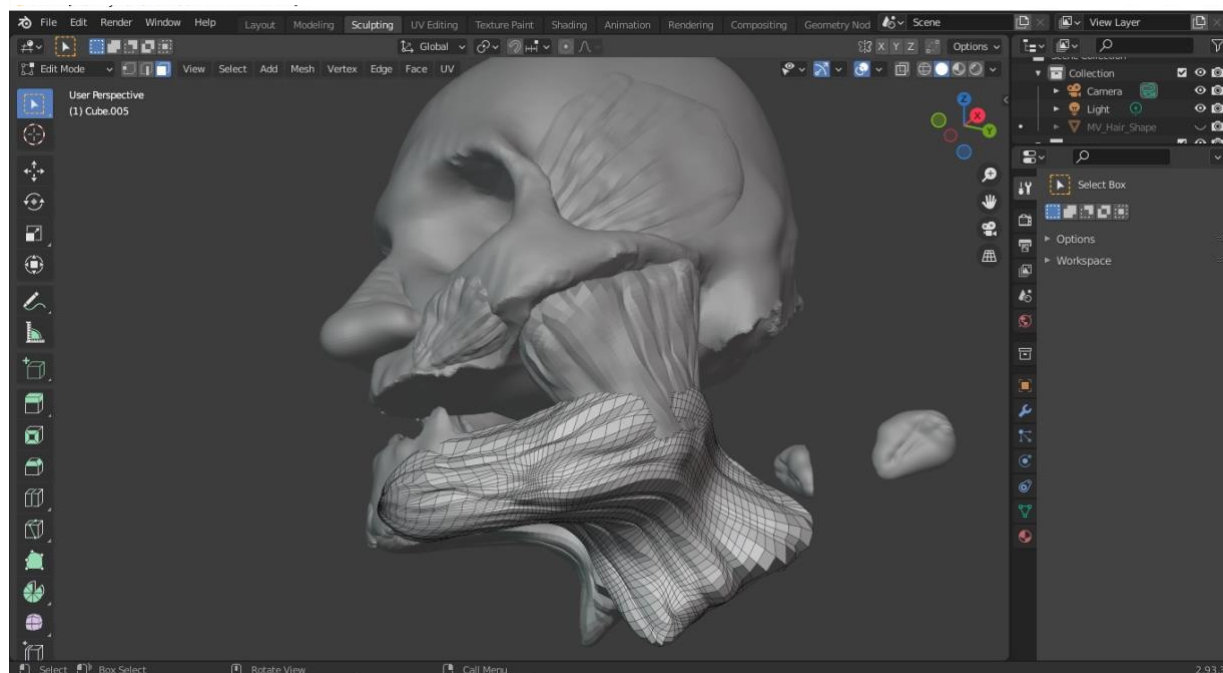 File Edit Render Window Help Layout Modeling Sculpting UV Editing Texture Paint Shading Animation Rendering Compositing Geometry Nod Scene View Layer
Global X Y Z Options
Edit Mode View Select Add Mesh Vertex Edge Face UV
User Perspective
(1) Cube.005
Collection
Camera
Light
MV_Hair_Shape
Select Box
Options
Workspace
Select Box Select Rotate View Call Menu 2.93.